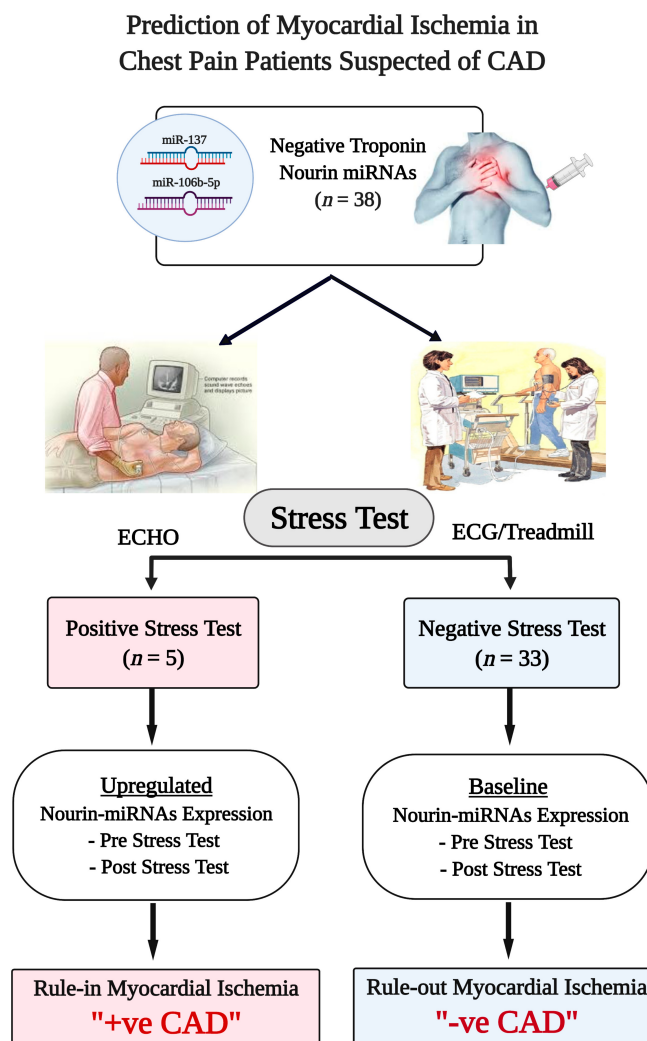 Prediction of Myocardial Ischemia in
Chest Pain Patients Suspected of CAD
miR-137
miR-106b-5p
Negative Troponin
Nourin miRNAs
(n = 38)
Computer records
sound wave echoes
and displays picture
ECHO
Stress Test
ECG/Treadmill
Positive Stress Test
(n = 5)
Negative Stress Test
(n = 33)
Upregulated
Nourin-miRNAs Expression
- Pre Stress Test
- Post Stress Test
Baseline
Nourin-miRNAs Expression
- Pre Stress Test
- Post Stress Test
Rule-in Myocardial Ischemia
"+ve CAD"
Rule-out Myocardial Ischemia
"-ve CAD"